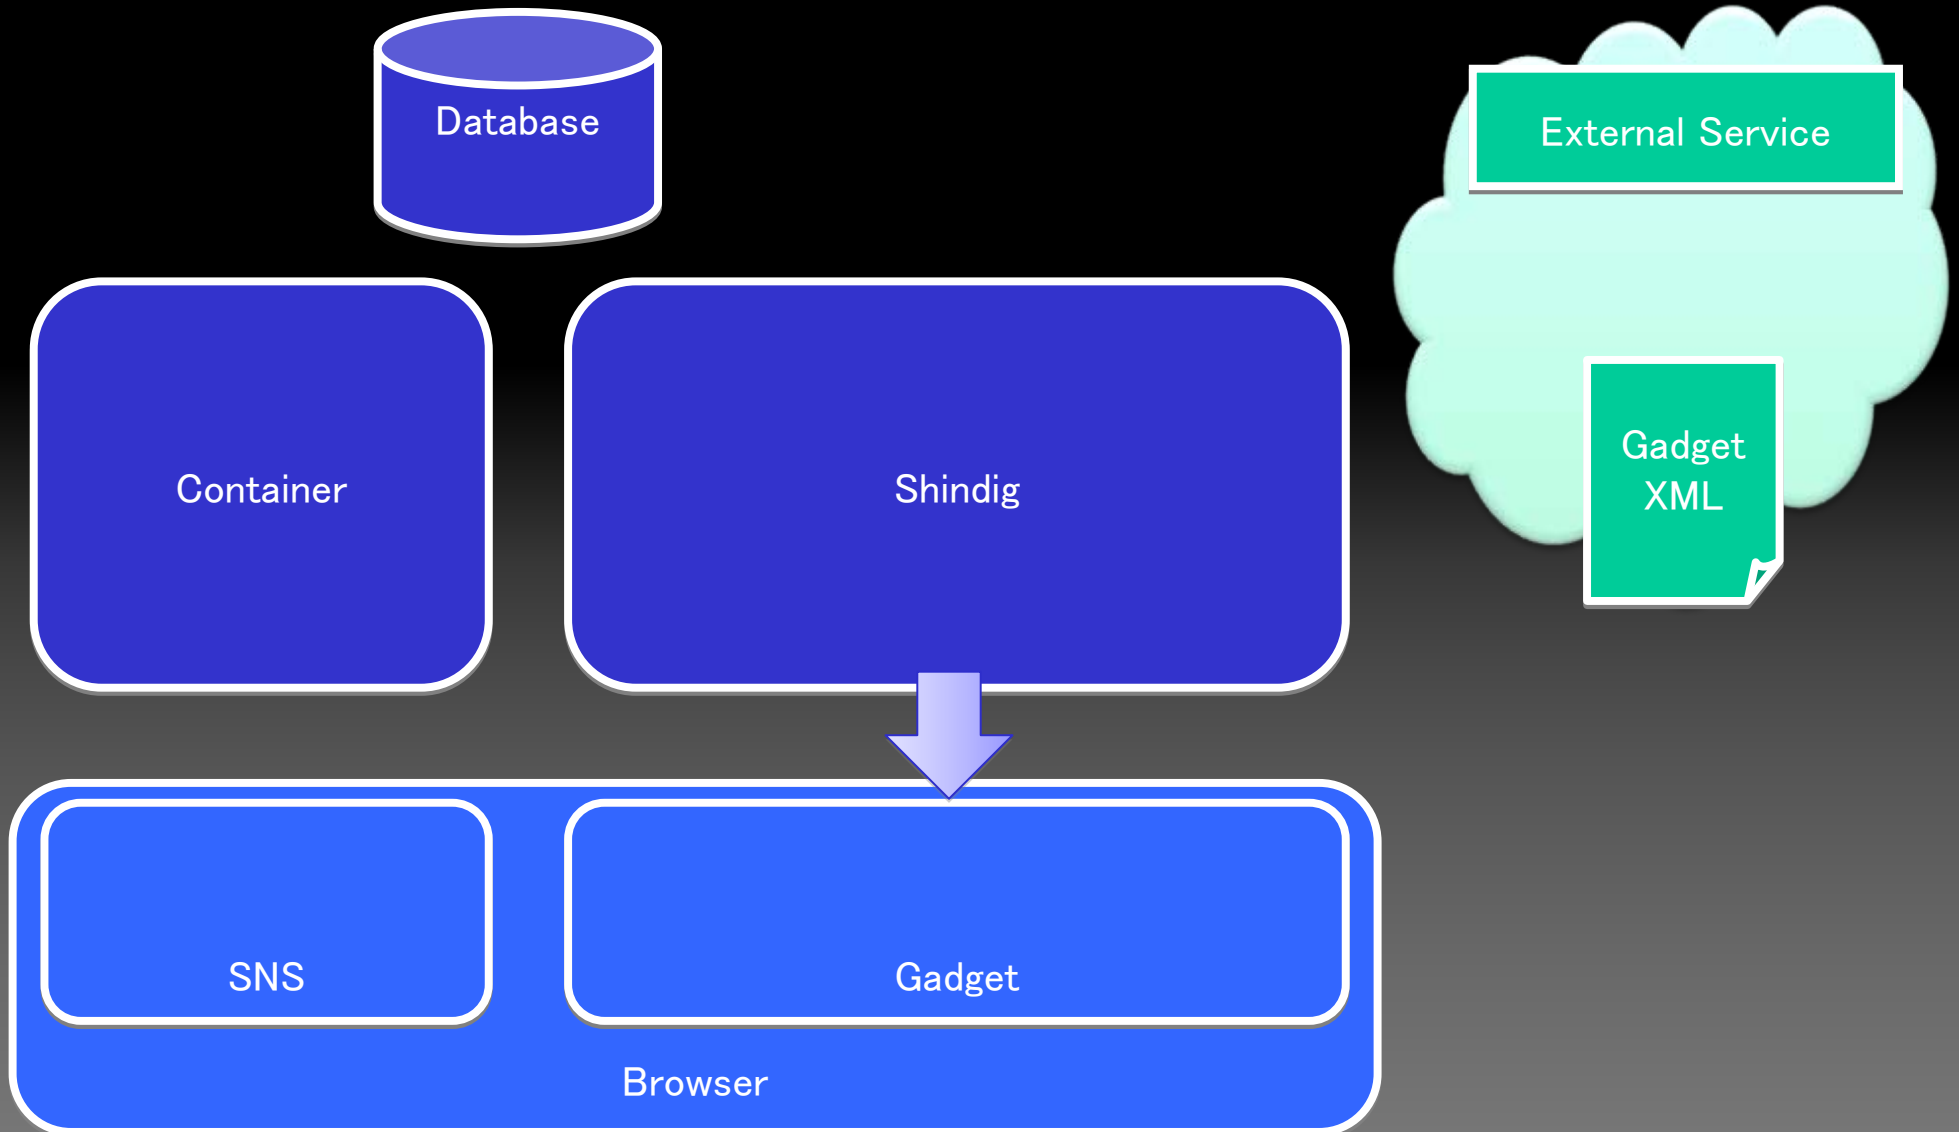 Database
External Service
Container
Shindig
Gadget
XML
SNS
Gadget
Browser